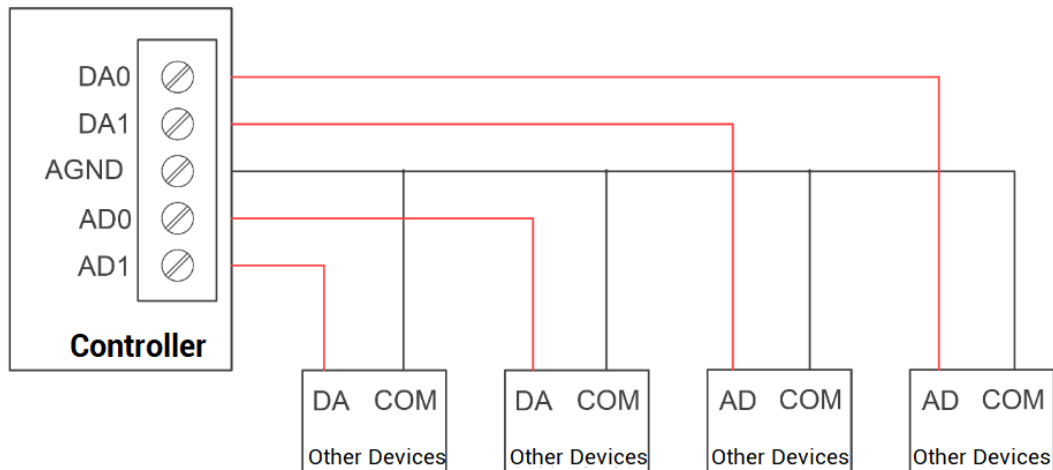 DA0
DA1
AGND
AD0
AD1
Controller
DA COM
Other Devices
DA COM
Other Devices
AD COM
Other Devices
AD COM
Other Devices